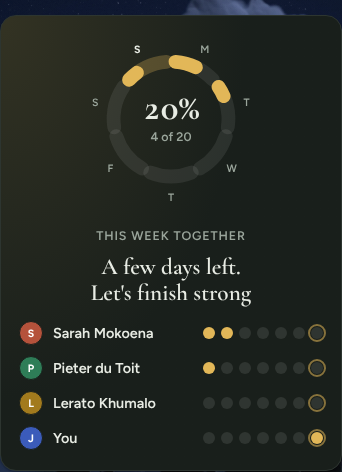 S
M
S
T
20%
4 of 20
F
W
T
THIS WEEK TOGETHER
A few days left.
Let's finish strong
S Sarah Mokoena
P Pieter du Toit
L Lerato Khumalo
J You